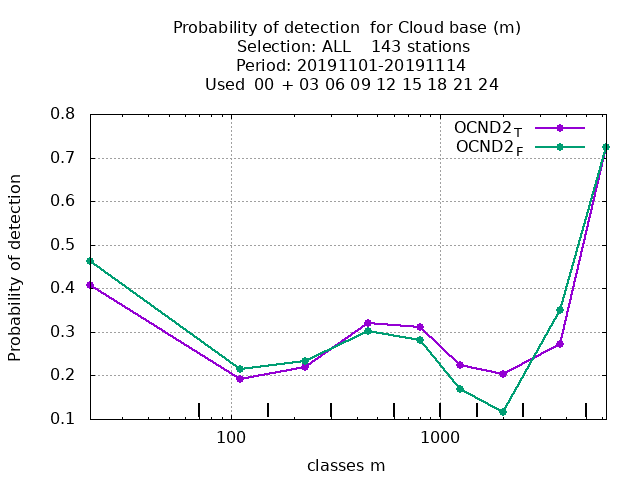 Probability of detection  for Cloud base (m)
Selection: ALL    143 stations
Period: 20191101-20191114
Used  00 + 03 06 09 12 15 18 21 24
OCND2T
OCND2F
0.8
0.7
0.6
0.5
0.4
0.3
0.2
0.1
Probability of detection
100
1000
classes m